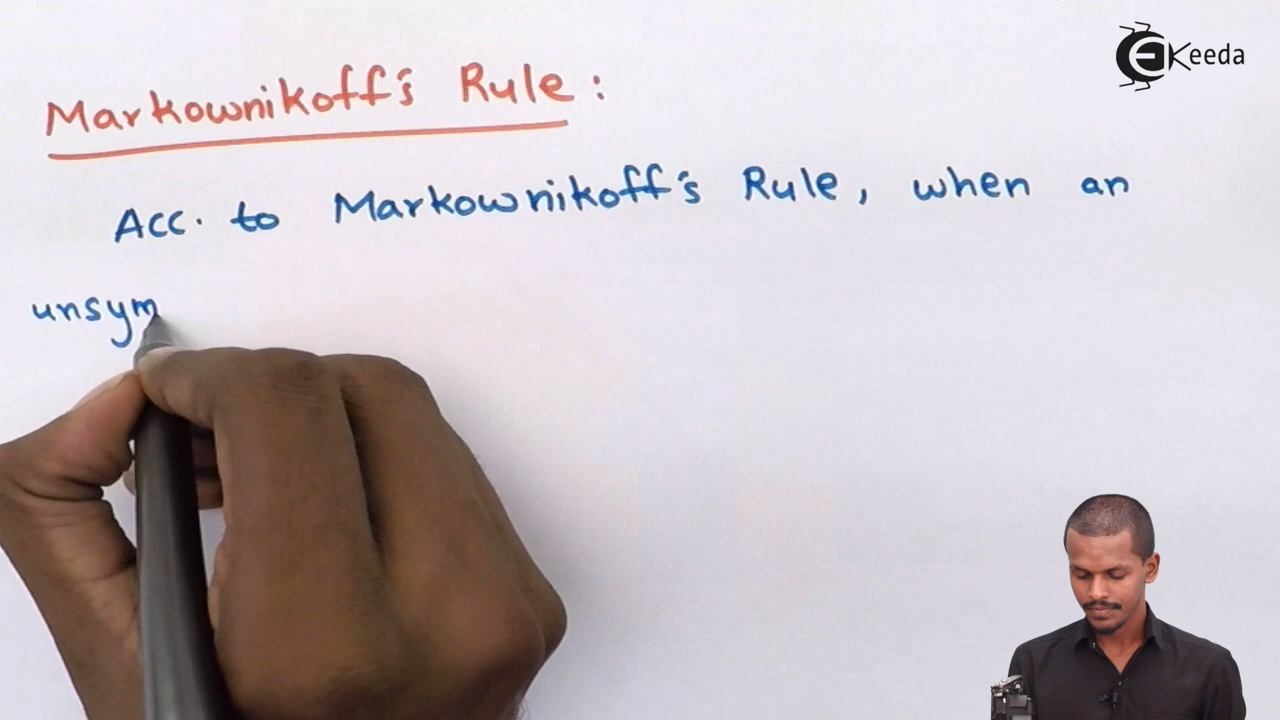 EKeeda
Markownikoff's Rule :
Acc. to Markownikoff's Rule, when an
unsym